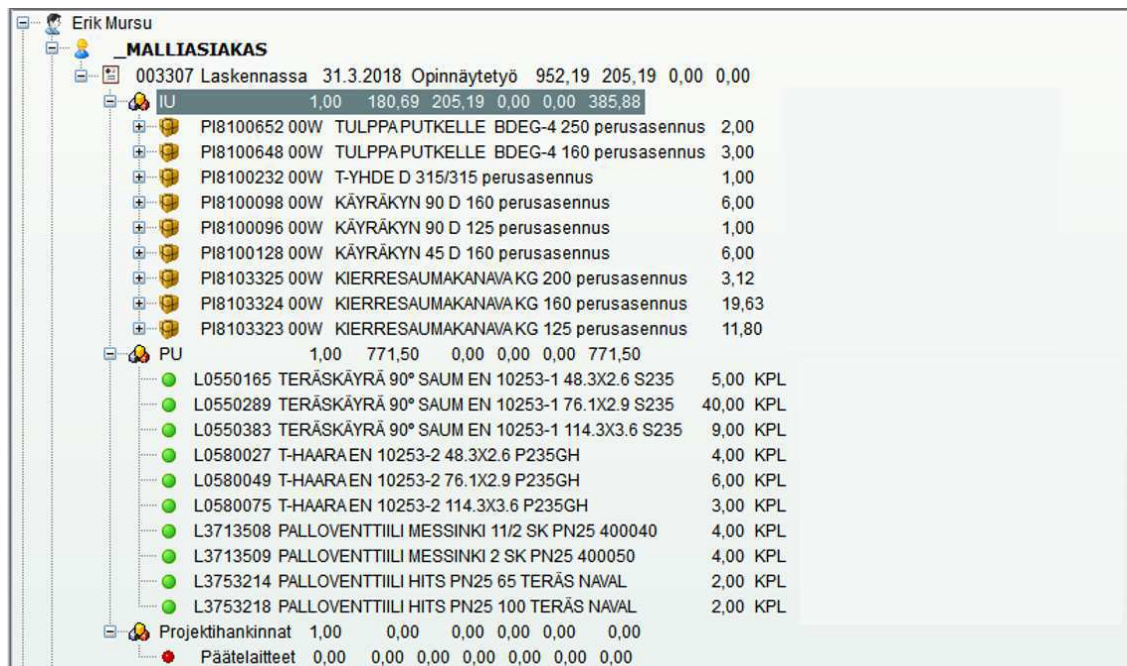 Erik Mursu
_MALLIASIAKAS
003307 Laskennassa 31.3.2018 Opinnäytetyö 952,19 205,19 0,00 0,00
IU 1,00 180,69 205,19 0,00 0,00 385,88
PI8100652 00W TULPPA PUTKELLE BDEG-4 250 perusasennus 2,00
PI8100648 00W TULPPA PUTKELLE BDEG-4 160 perusasennus 3,00
PI8100232 00W T-YHDE D 315/315 perusasennus 1,00
PI8100098 00W KÄYRÄKYN 90 D 160 perusasennus 6,00
PI8100096 00W KÄYRÄKYN 90 D 125 perusasennus 1,00
PI8100128 00W KÄYRÄKYN 45 D 160 perusasennus 6,00
PI8103325 00W KIERRESAUMAKANAVA KG 200 perusasennus 3,12
PI8103324 00W KIERRESAUMAKANAVA KG 160 perusasennus 19,63
PI8103323 00W KIERRESAUMAKANAVA KG 125 perusasennus 11,80
PU 1,00 771,50 0,00 0,00 0,00 771,50
L0550165 TERÄSKÄYRÄ 90° SAUM EN 10253-1 48.3X2.6 S235 5,00 KPL
L0550289 TERÄSKÄYRÄ 90° SAUM EN 10253-1 76.1X2.9 S235 40,00 KPL
L0550383 TERÄSKÄYRÄ 90° SAUM EN 10253-1 114.3X3.6 S235 9,00 KPL
L0580027 T-HAARA EN 10253-2 48.3X2.6 P235GH 4,00 KPL
L0580049 T-HAARA EN 10253-2 76.1X2.9 P235GH 6,00 KPL
L0580075 T-HAARA EN 10253-2 114.3X3.6 P235GH 3,00 KPL
L3713508 PALLOVENTTIILI MESSINKI 11/2 SK PN25 400040 4,00 KPL
L3713509 PALLOVENTTIILI MESSINKI 2 SK PN25 400050 4,00 KPL
L3753214 PALLOVENTTIILI HITS PN25 65 TERÄS NAVAL 2,00 KPL
L3753218 PALLOVENTTIILI HITS PN25 100 TERÄS NAVAL 2,00 KPL
Projektihankinnat 1,00 0,00 0,00 0,00 0,00 0,00
Päätelaitteet 0,00 0,00 0,00 0,00 0,00 0,00 0,00